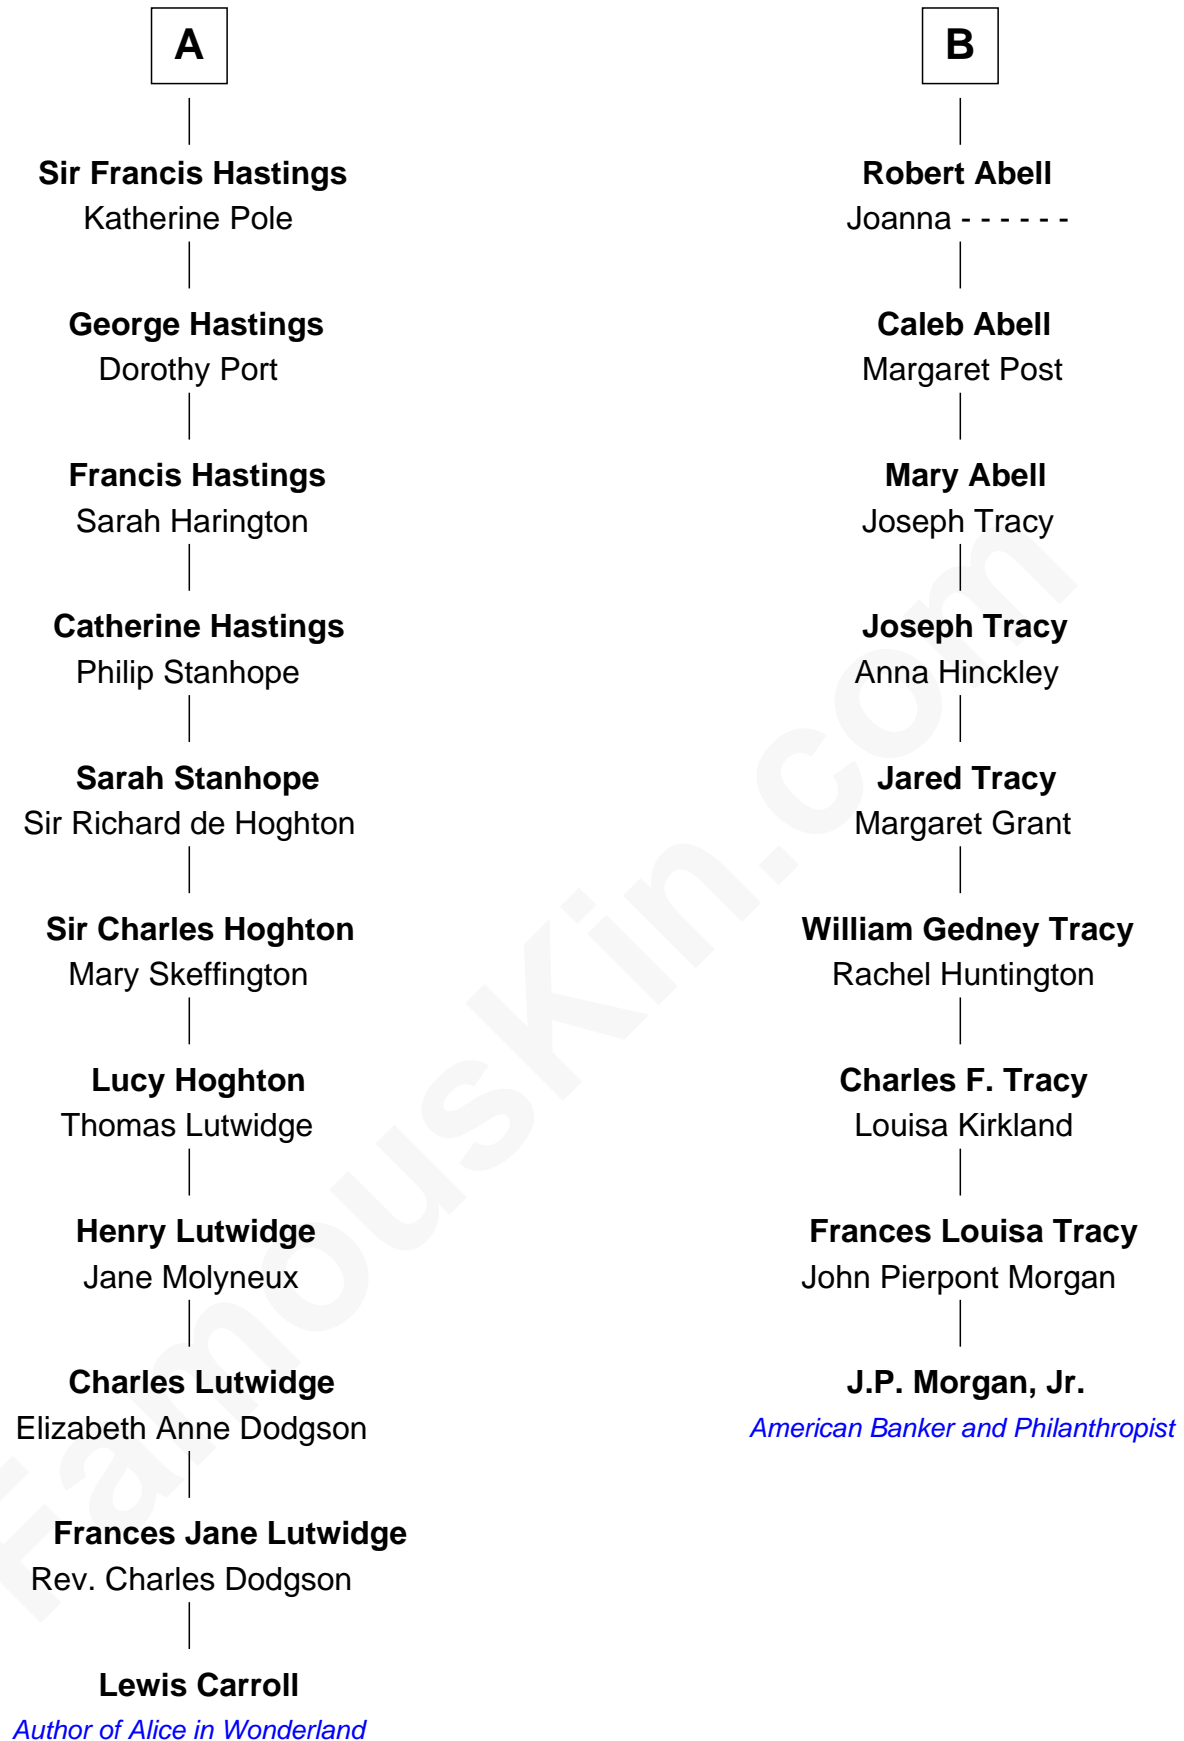 A
Sir Francis Hastings
Katherine Pole
George Hastings
Dorothy Port
Francis Hastings
Sarah Harington
Catherine Hastings
Philip Stanhope
Sarah Stanhope
Sir Richard de Hoghton
Sir Charles Hoghton
Mary Skeffington
Lucy Hoghton
Thomas Lutwidge
Henry Lutwidge
Jane Molyneux
Charles Lutwidge
Elizabeth Anne Dodgson
Frances Jane Lutwidge
Rev. Charles Dodgson
Lewis Carroll
Author of Alice in Wonderland
B
Robert Abell
Joanna - - - - - -
Caleb Abell
Margaret Post
Mary Abell
Joseph Tracy
Joseph Tracy
Anna Hinckley
Jared Tracy
Margaret Grant
William Gedney Tracy
Rachel Huntington
Charles F. Tracy
Louisa Kirkland
Frances Louisa Tracy
John Pierpont Morgan
J.P. Morgan, Jr.
American Banker and Philanthropist
FamousKin.com